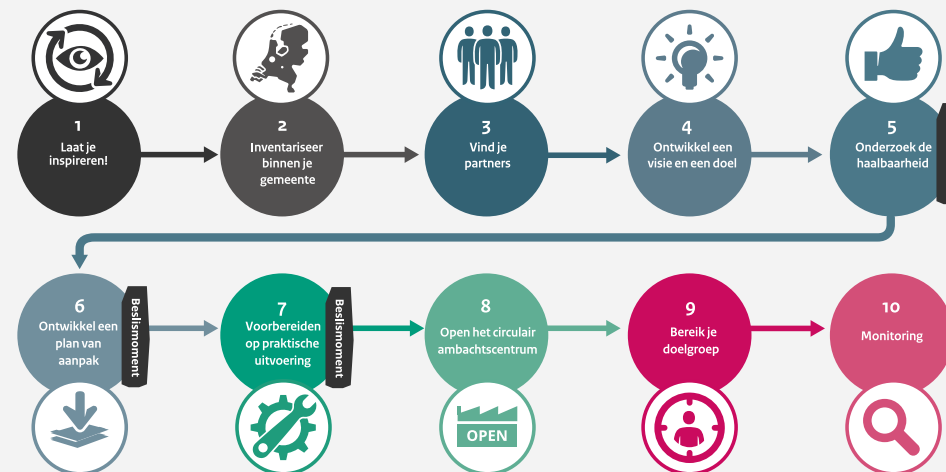 1
Laat je
inspireren!
2
Inventariseer
binnen je
gemeente
3
Vind je
partners
4
Ontwikkel een
visie en een doel
5
Onderzoek de
haalbaarheid
6
Ontwikkel een
plan van
aanpak
Beslismoment
7
Voorbereiden
op praktische
uitvoering
Beslismoment
8
Open het circulair
ambachtscentrum
OPEN
9
Bereik je
doelgroep
10
Monitoring